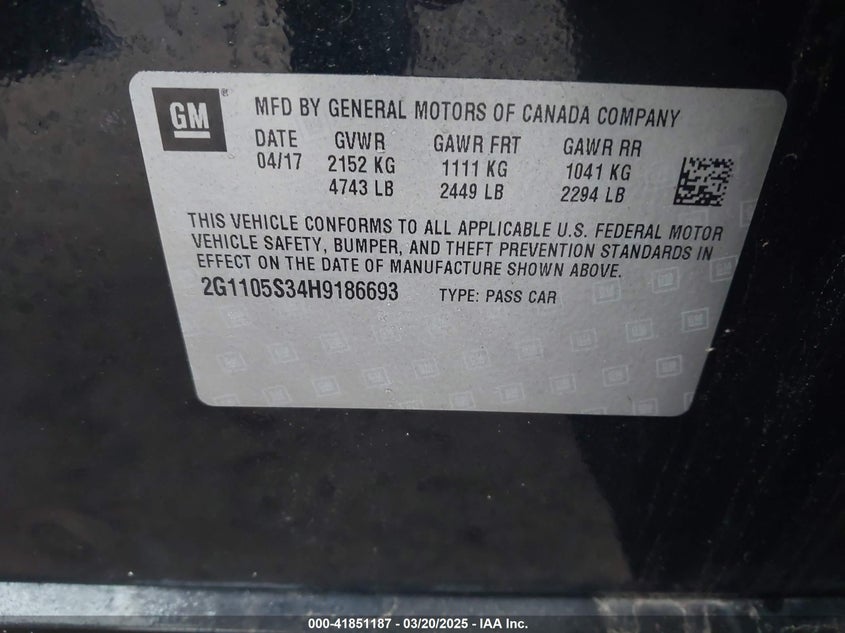 GM ®
MFD BY GENERAL MOTORS OF CANADA COMPANY
DATE GVWR GAWR FRT GAWR RR
04/17 2152 KG 1111 KG 1041 KG
4743 LB 2449 LB 2294 LB
THIS VEHICLE CONFORMS TO ALL APPLICABLE U.S. FEDERAL MOTOR
VEHICLE SAFETY, BUMPER, AND THEFT PREVENTION STANDARDS IN
EFFECT ON THE DATE OF MANUFACTURE SHOWN ABOVE.
2G1105S34H9186693 TYPE: PASS CAR
000-41851187 - 03/20/2025 - IAA Inc.